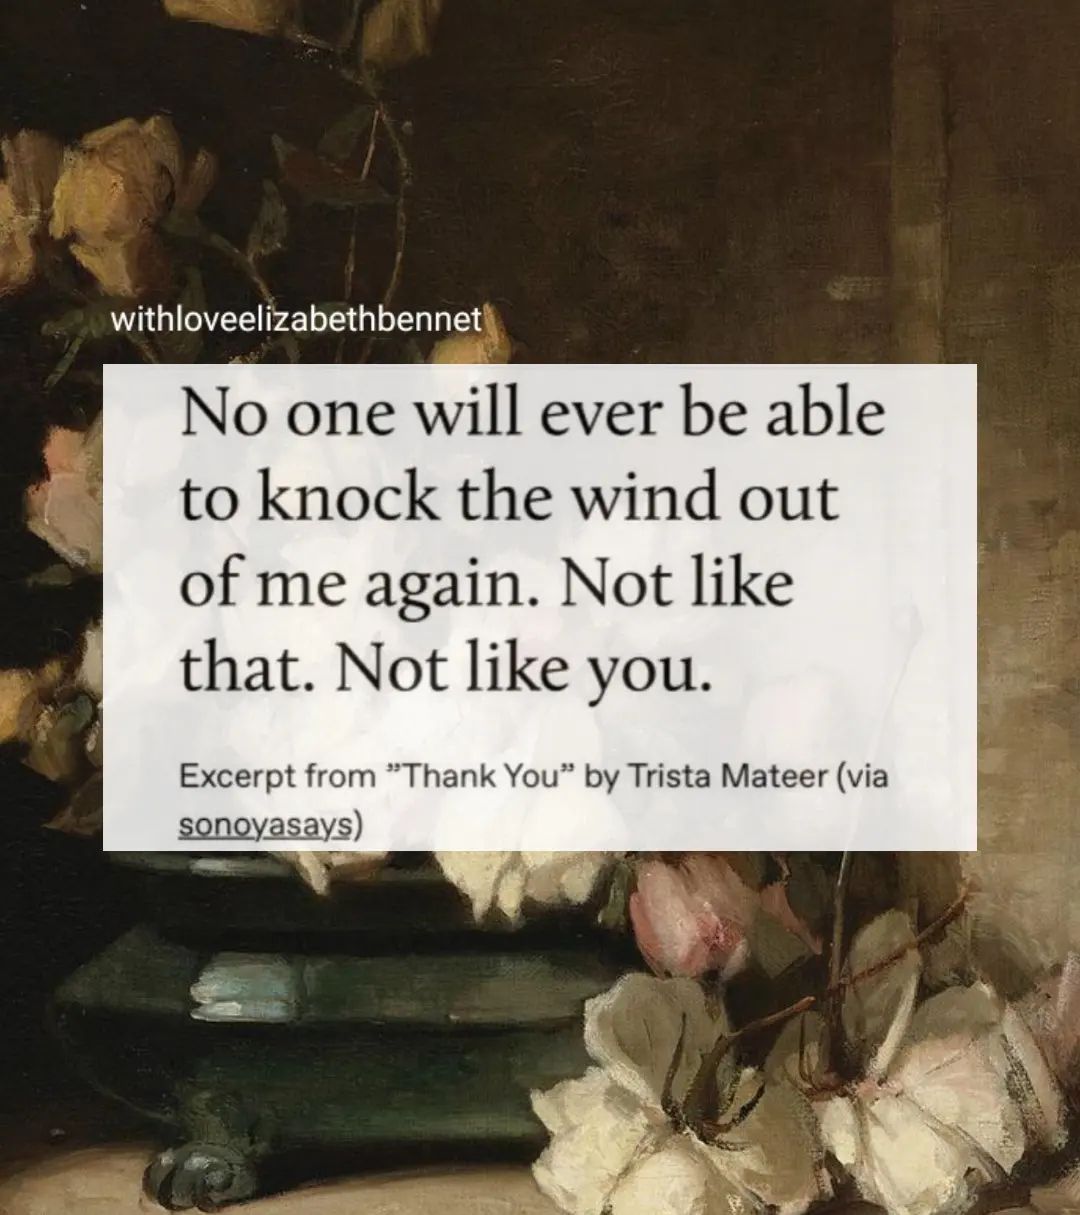 withloveelizabethbennet
No one will ever be able
to knock the wind out
of me again. Not like
that. Not like you.
Excerpt from ”Thank You” by Trista Mateer (via
sonoyasays)